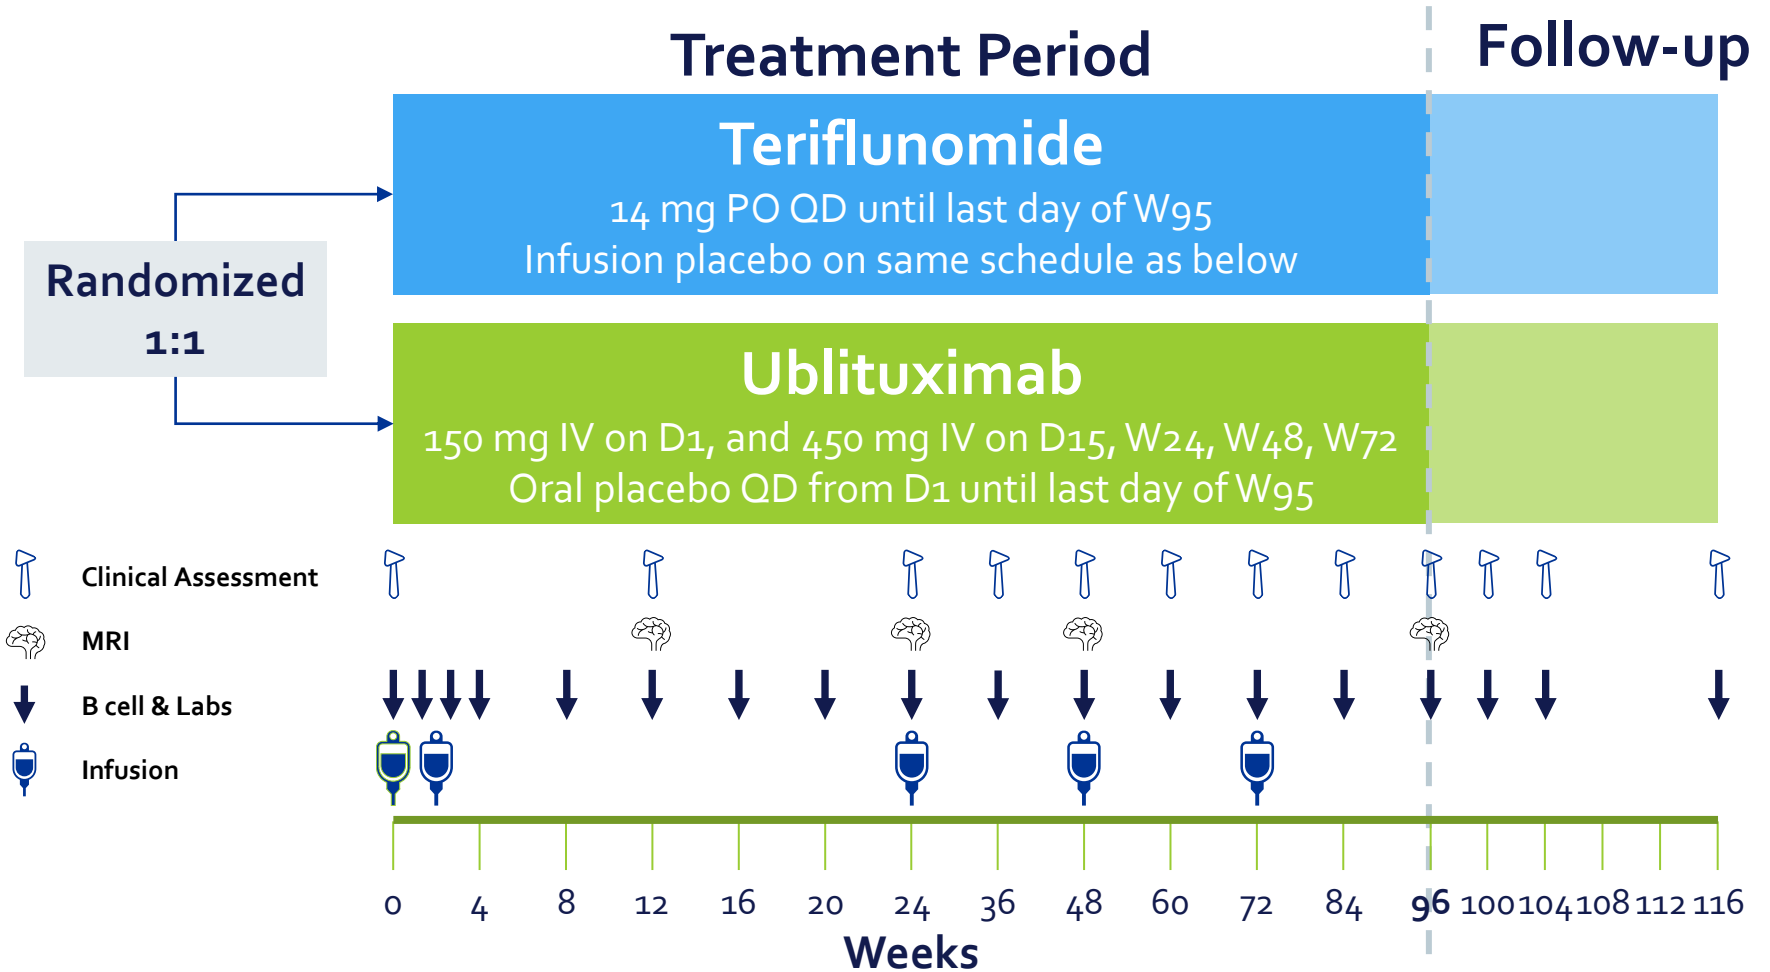 Treatment Period
Follow-up
Teriflunomide
14 mg PO QD until last day of W95
Infusion placebo on same schedule as below
Randomized
1:1
Ublituximab
150 mg IV on D1, and 450 mg IV on D15, W24, W48, W72
Oral placebo QD from D1 until last day of W95
Clinical Assessment
MRI
B cell & Labs
Infusion
0 4 8 12 16 20 24 36 48 60 72 84 96 100 104 108 112 116
Weeks